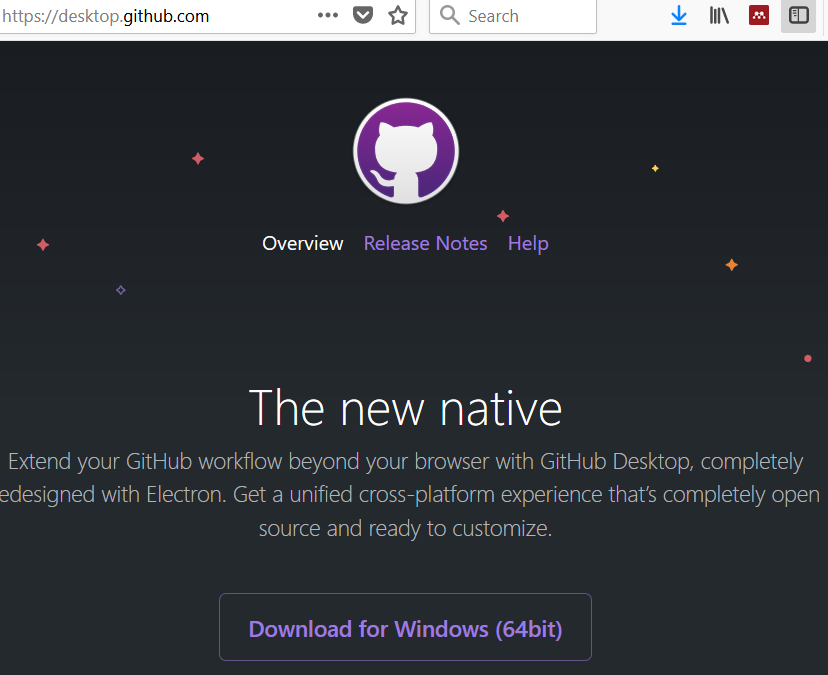 https://desktop.github.com
Search
Overview Release Notes Help
The new native
Extend your GitHub workflow beyond your browser with GitHub Desktop, completely
edesigned with Electron. Get a unified cross-platform experience that's completely open
source and ready to customize.
Download for Windows (64bit)